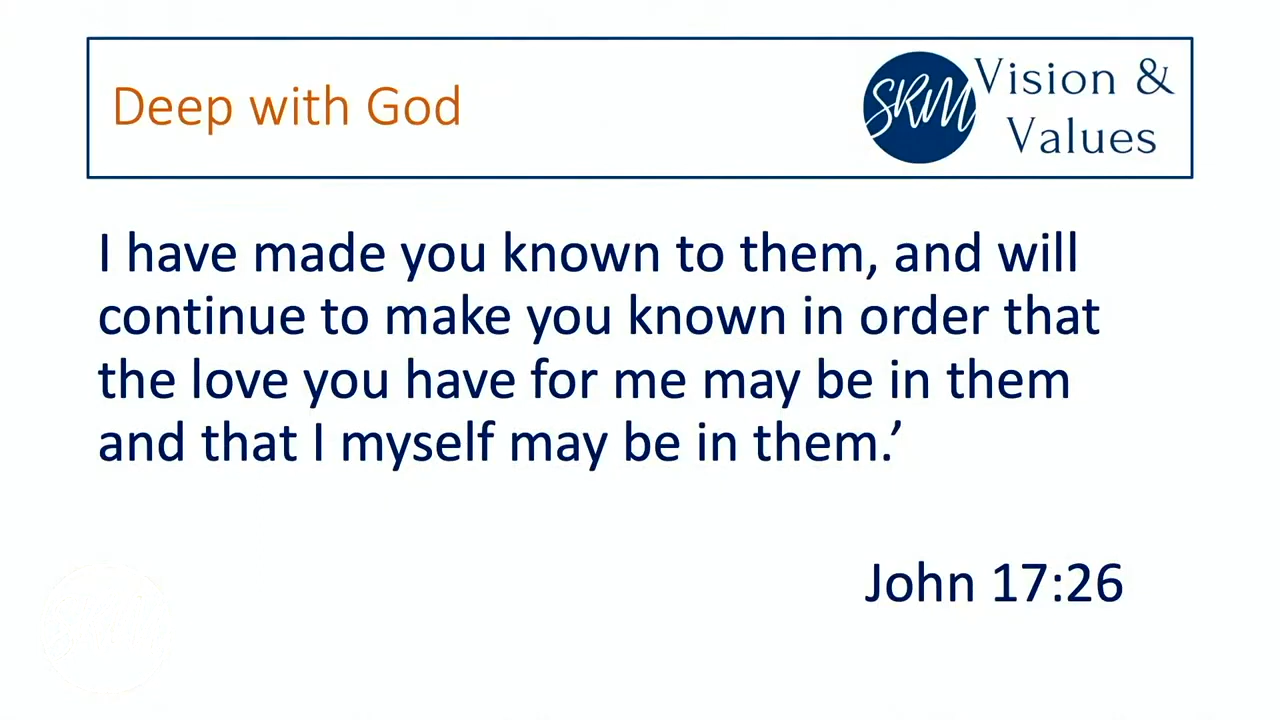 Deep with God
SRM
Vision &
Values
I have made you known to them, and will
continue to make you known in order that
the love you have for me may be in them
and that I myself may be in them.’
John 17:26